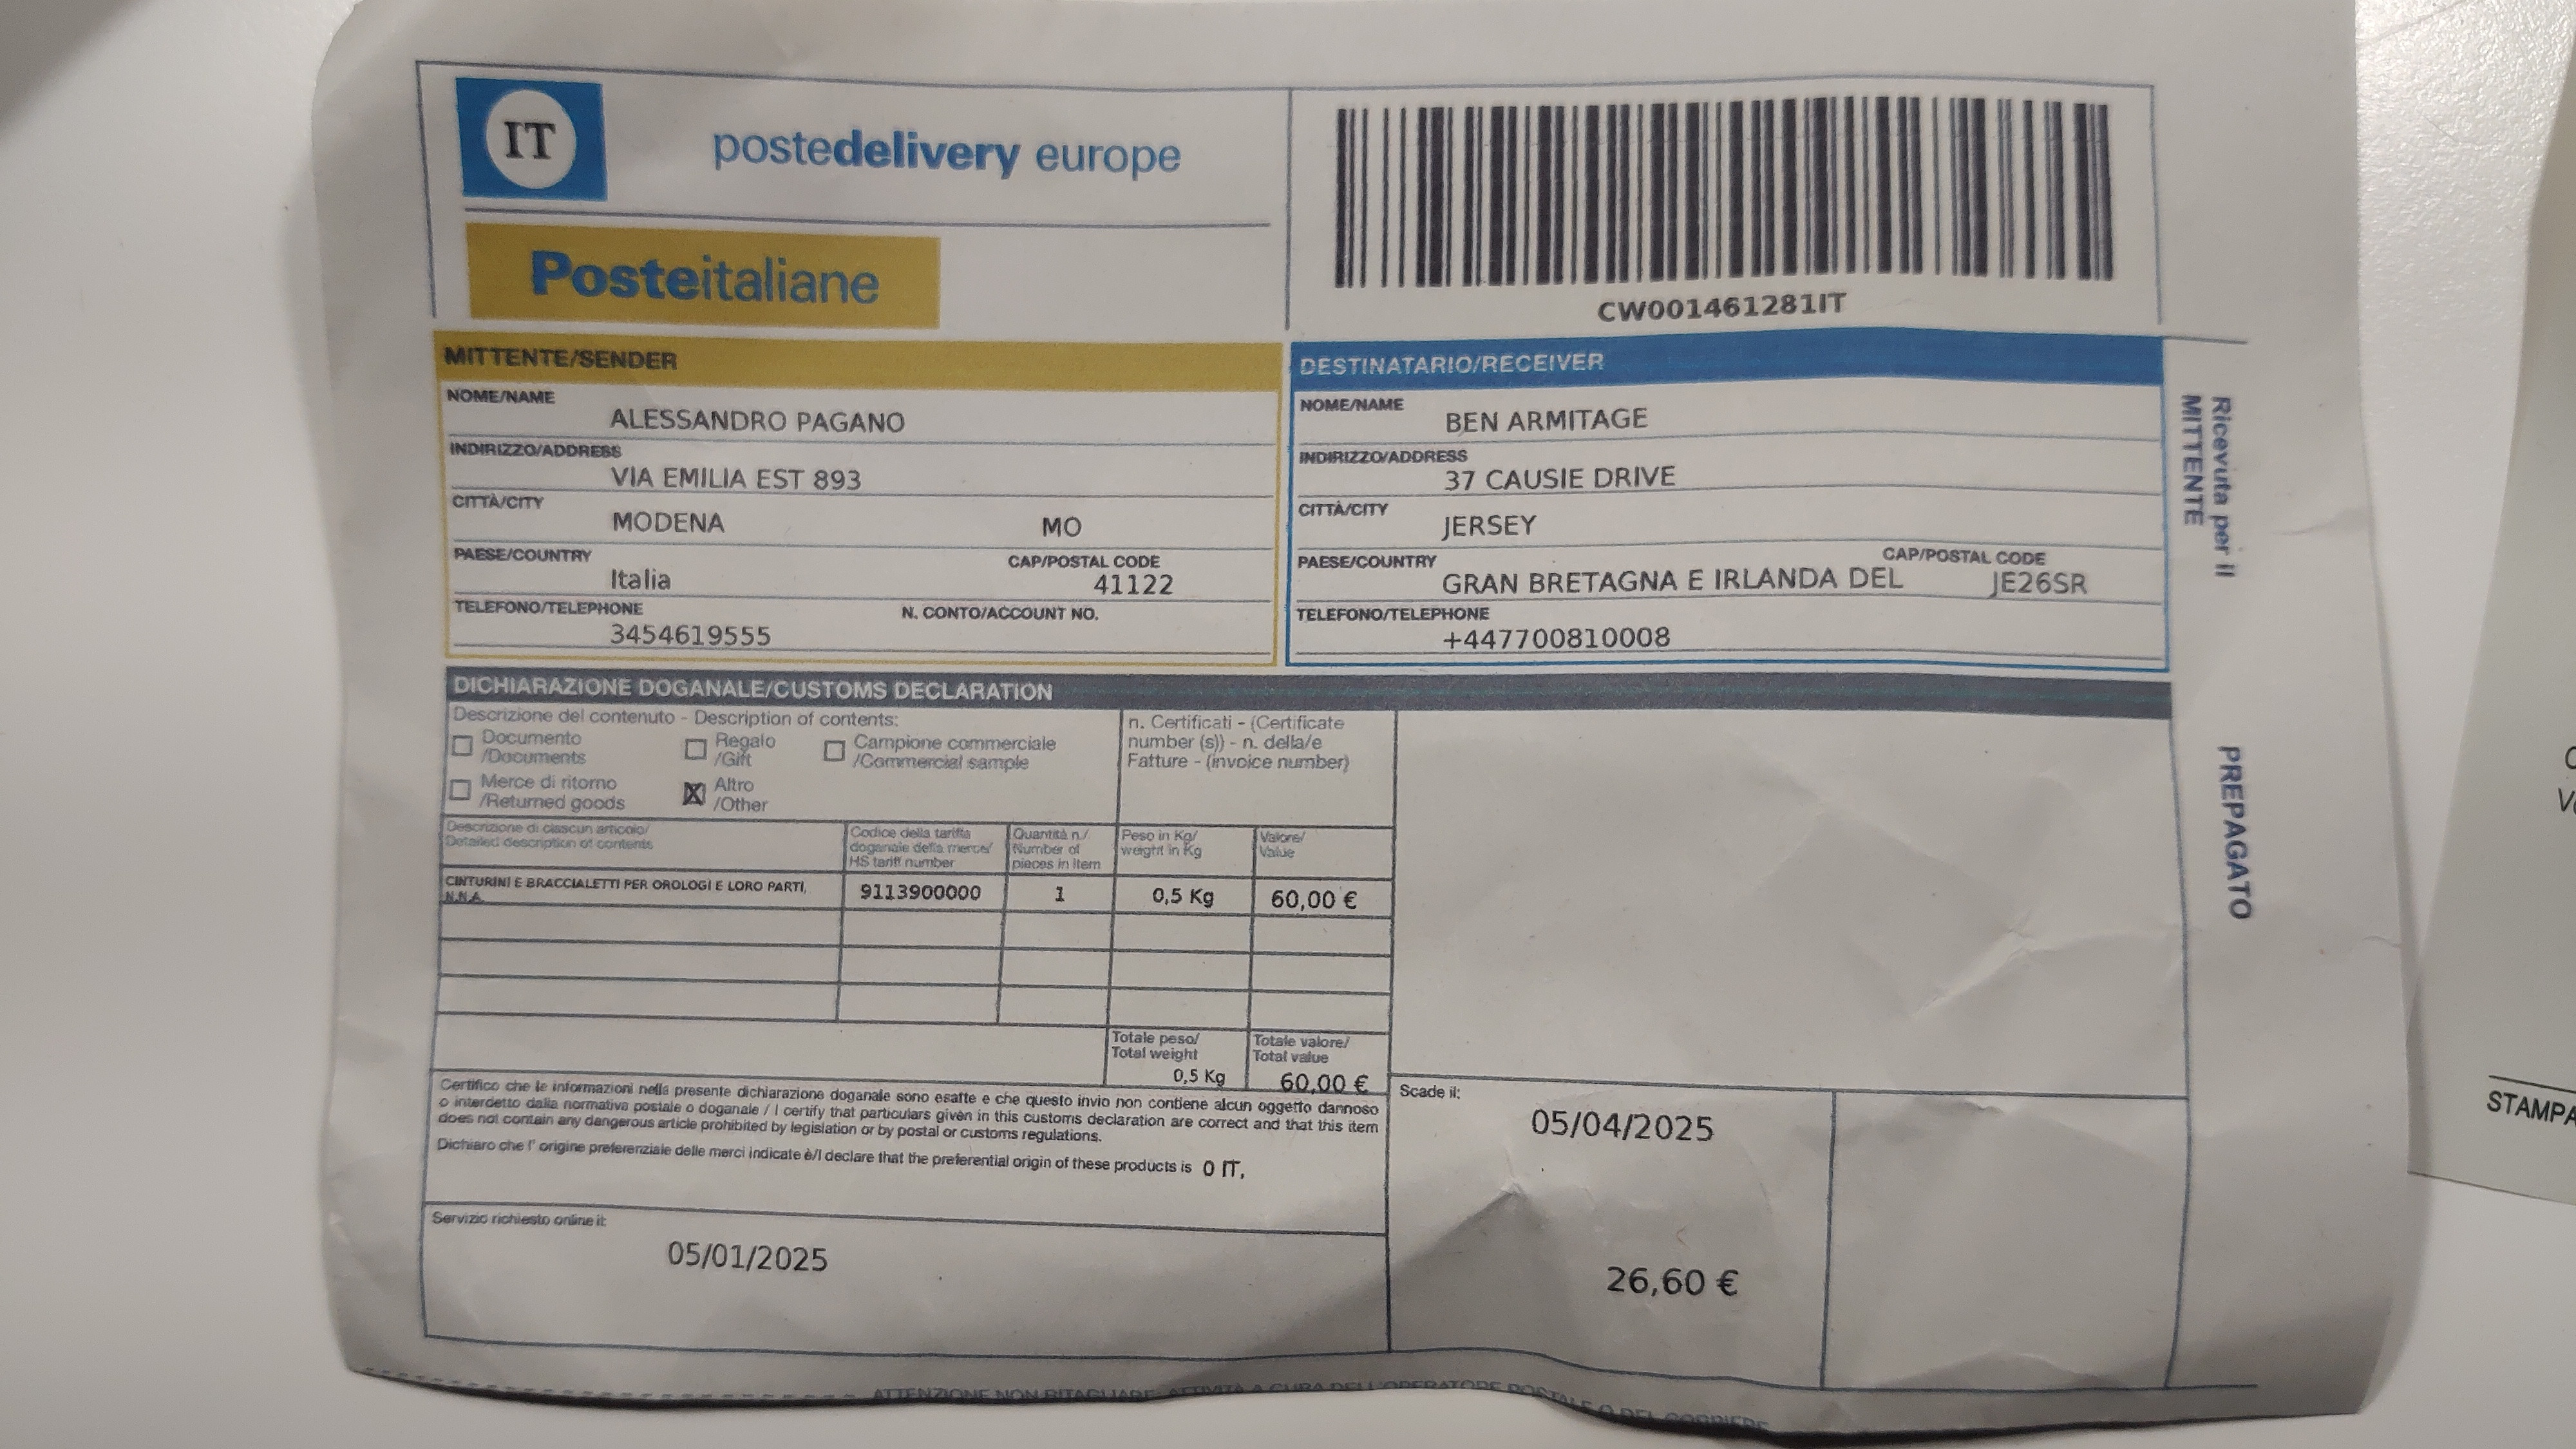 IT
postedelivery europe
Posteitaliane
CW001461281IT
MITTENTE/SENDER
NOME/NAME
ALESSANDRO PAGANO
INDIRIZZO/ADDRESS
VIA EMILIA EST 893
CITTÀ/CITY
MODENA MO
PAESE/COUNTRY CAP/POSTAL CODE
Italia 41122
TELEFONO/TELEPHONE N. CONTO/ACCOUNT NO.
3454619555
DESTINATARIO/RECEIVER
NOME/NAME
BEN ARMITAGE
INDIRIZZO/ADDRESS
37 CAUSIE DRIVE
CITTÀ/CITY
JERSEY
PAESE/COUNTRY CAP/POSTAL CODE
GRAN BRETAGNA E IRLANDA DEL JE26SR
TELEFONO/TELEPHONE
+447700810008
Ricevuta per il
MITTENTE
PREPAGATO
DICHIARAZIONE DOGANALE/CUSTOMS DECLARATION
Descrizione del contenuto - Description of contents:
Documento
/Documents
Regalo
/Gift
Campione commerciale
/Commercial sample
Merce di ritorno
/Returned goods
X Altro
/Other
n. Certificati - (Certificate
number (s)) - n. della/e
Fatture - (invoice number)
Descrizione di ciascun articolo/
Detailed description of contents
Codice della tariffa
doganale della merce/
HS tariff number
Quantità n./
Number of
pieces in item
Peso in Kg/
weight in Kg
Valore/
Value
CINTURINI E BRACCIALETTI PER OROLOGI E LORO PARTI,
N.N.A.
9113900000 1 0,5 Kg 60,00 €
Totale peso/
Total weight
0,5 Kg
Totale valore/
Total value
60,00 €
Certifico che le informazioni nella presente dichiarazione doganale sono esatte e che questo invio non contiene alcun oggetto dannoso
o interdetto dalla normativa postale o doganale / I certify that particulars given in this customs declaration are correct and that this item
does not contain any dangerous article prohibited by legislation or by postal or customs regulations.
Dichiaro che l' origine preferenziale delle merci indicate è/I declare that the preferential origin of these products is 0 IT,
Servizio richiesto online il:
05/01/2025
Scade il:
05/04/2025
26,60 €
ATTENZIONE NON RITAGLIARE: ATTIVITÀ A CURA DELL'OPERATORE POSTALE O DEL CORRIERE
STAMPA